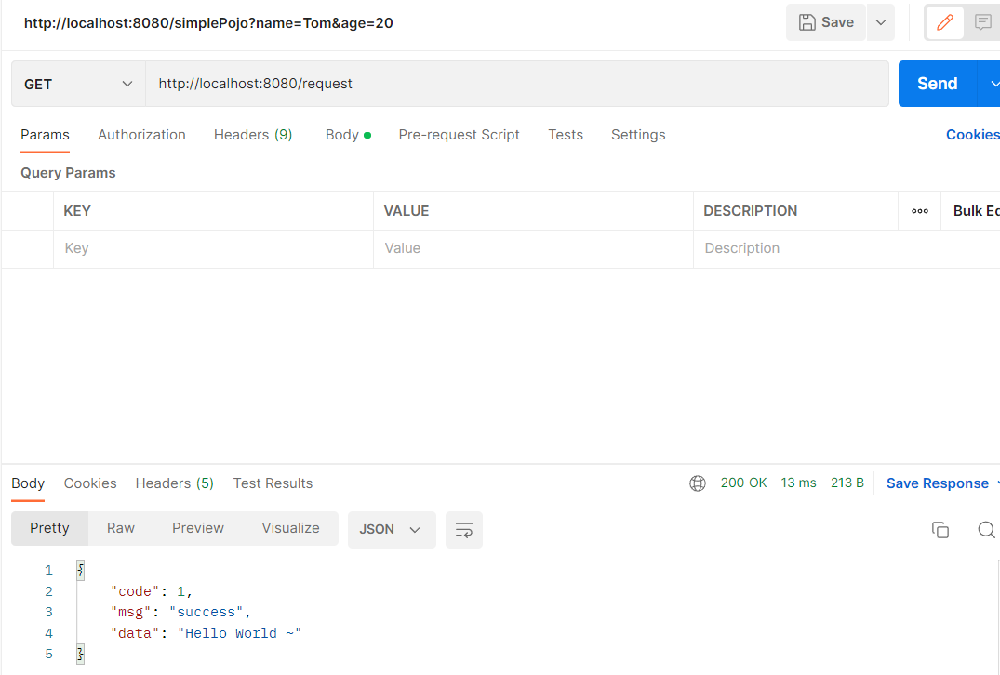 http://localhost:8080/simplePojo?name=Tom&age=20 Save
GET http://localhost:8080/request Send
Params Authorization Headers (9) Body Pre-request Script Tests Settings Cookies
Query Params
KEY VALUE DESCRIPTION ooo Bulk Ec
Key Value Description
Body Cookies Headers (5) Test Results 200 OK 13 ms 213 B Save Response
Pretty Raw Preview Visualize JSON
1 {
2 "code": 1,
3 "msg": "success",
4 "data": "Hello World ~"
5 }